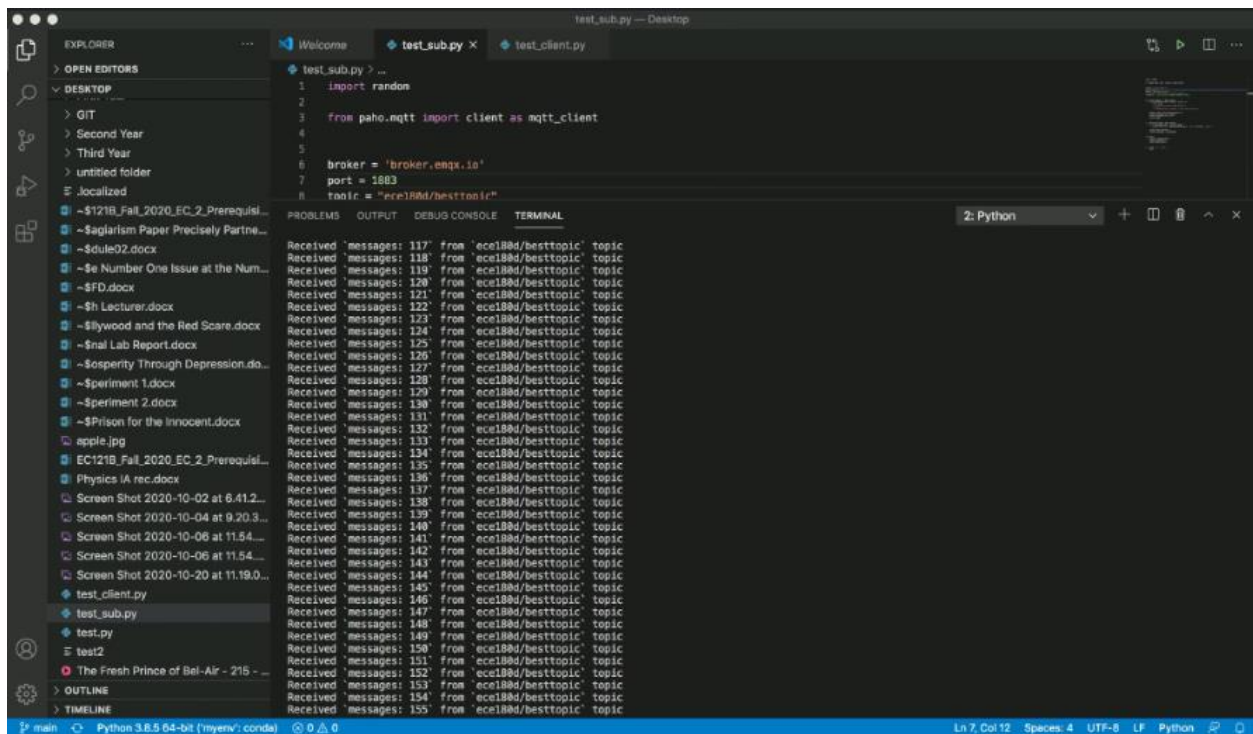 test_sub.py — Desktop
EXPLORER
Welcome
test_sub.py
test_client.py
OPEN EDITORS
DESKTOP
GIT
Second Year
Third Year
untitled folder
.localized
~$121B_Fall_2020_EC_2_Prerequisi...
~$agiarism Paper Precisely Partne...
~$dule02.docx
~$e Number One Issue at the Num...
~$FD.docx
~$h Lecturer.docx
~$llywood and the Red Scare.docx
~$nal Lab Report.docx
~$osperity Through Depression.do...
~$periment 1.docx
~$periment 2.docx
~$Prison for the Innocent.docx
apple.jpg
EC121B_Fall_2020_EC_2_Prerequisi...
Physics IA rec.docx
Screen Shot 2020-10-02 at 6.41.2...
Screen Shot 2020-10-04 at 9.20.3...
Screen Shot 2020-10-06 at 11.54....
Screen Shot 2020-10-06 at 11.54....
Screen Shot 2020-10-20 at 11.19.0...
test_client.py
test_sub.py
test.py
test2
The Fresh Prince of Bel-Air - 215 - ...
OUTLINE
TIMELINE
test_sub.py > ...
1 import random
2
3 from paho.mqtt import client as mqtt_client
4
5
6 broker = 'broker.emqx.io'
7 port = 1883
8 topic = "ece180d/besttopic"
PROBLEMS OUTPUT DEBUG CONSOLE TERMINAL 2: Python
Received `messages: 117` from `ece180d/besttopic` topic
Received `messages: 118` from `ece180d/besttopic` topic
Received `messages: 119` from `ece180d/besttopic` topic
Received `messages: 120` from `ece180d/besttopic` topic
Received `messages: 121` from `ece180d/besttopic` topic
Received `messages: 122` from `ece180d/besttopic` topic
Received `messages: 123` from `ece180d/besttopic` topic
Received `messages: 124` from `ece180d/besttopic` topic
Received `messages: 125` from `ece180d/besttopic` topic
Received `messages: 126` from `ece180d/besttopic` topic
Received `messages: 127` from `ece180d/besttopic` topic
Received `messages: 128` from `ece180d/besttopic` topic
Received `messages: 129` from `ece180d/besttopic` topic
Received `messages: 130` from `ece180d/besttopic` topic
Received `messages: 131` from `ece180d/besttopic` topic
Received `messages: 132` from `ece180d/besttopic` topic
Received `messages: 133` from `ece180d/besttopic` topic
Received `messages: 134` from `ece180d/besttopic` topic
Received `messages: 135` from `ece180d/besttopic` topic
Received `messages: 136` from `ece180d/besttopic` topic
Received `messages: 137` from `ece180d/besttopic` topic
Received `messages: 138` from `ece180d/besttopic` topic
Received `messages: 139` from `ece180d/besttopic` topic
Received `messages: 140` from `ece180d/besttopic` topic
Received `messages: 141` from `ece180d/besttopic` topic
Received `messages: 142` from `ece180d/besttopic` topic
Received `messages: 143` from `ece180d/besttopic` topic
Received `messages: 144` from `ece180d/besttopic` topic
Received `messages: 145` from `ece180d/besttopic` topic
Received `messages: 146` from `ece180d/besttopic` topic
Received `messages: 147` from `ece180d/besttopic` topic
Received `messages: 148` from `ece180d/besttopic` topic
Received `messages: 149` from `ece180d/besttopic` topic
Received `messages: 150` from `ece180d/besttopic` topic
Received `messages: 151` from `ece180d/besttopic` topic
Received `messages: 152` from `ece180d/besttopic` topic
Received `messages: 153` from `ece180d/besttopic` topic
Received `messages: 154` from `ece180d/besttopic` topic
Received `messages: 155` from `ece180d/besttopic` topic
main Python 3.8.5 64-bit ('myenv': conda) 0 0 Ln 7, Col 12 Spaces: 4 UTF-8 LF Python